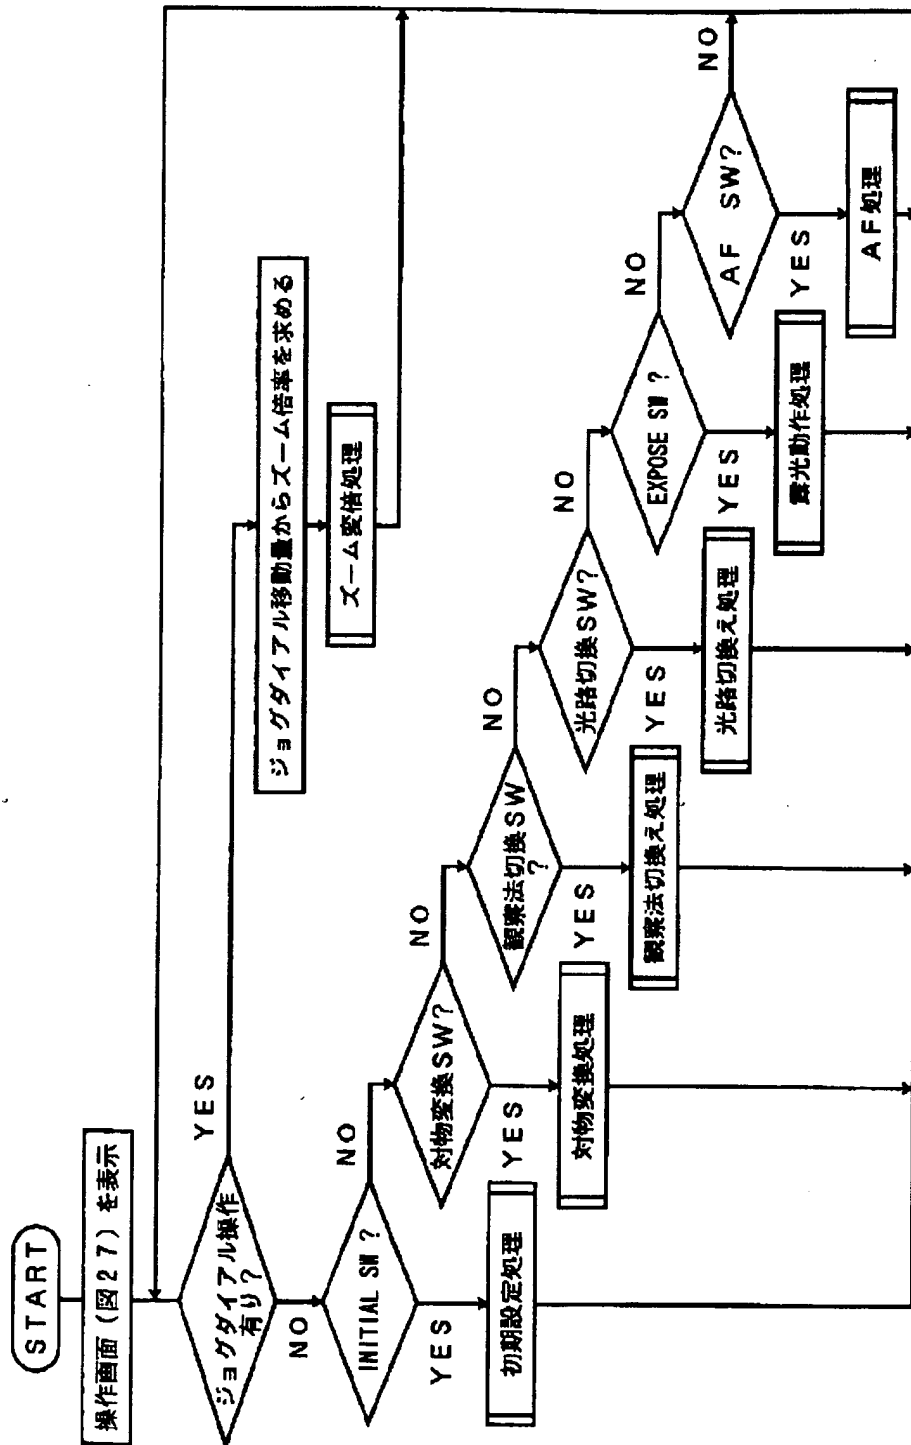 START
操作画面(図27)を表示
ジョグダイアル操作
有り?
YES
ジョグダイアル移動量からズーム倍率を求める
ズーム変倍処理
NO
INITIAL SW?
YES
初期設定処理
NO
対物変換SW?
YES
対物変換処理
NO
観察法切換SW
?
YES
観察法切換え処理
NO
光路切換SW?
YES
光路切換え処理
NO
EXPOSE SW?
YES
露光動作処理
NO
AF SW?
YES
AF処理
NO